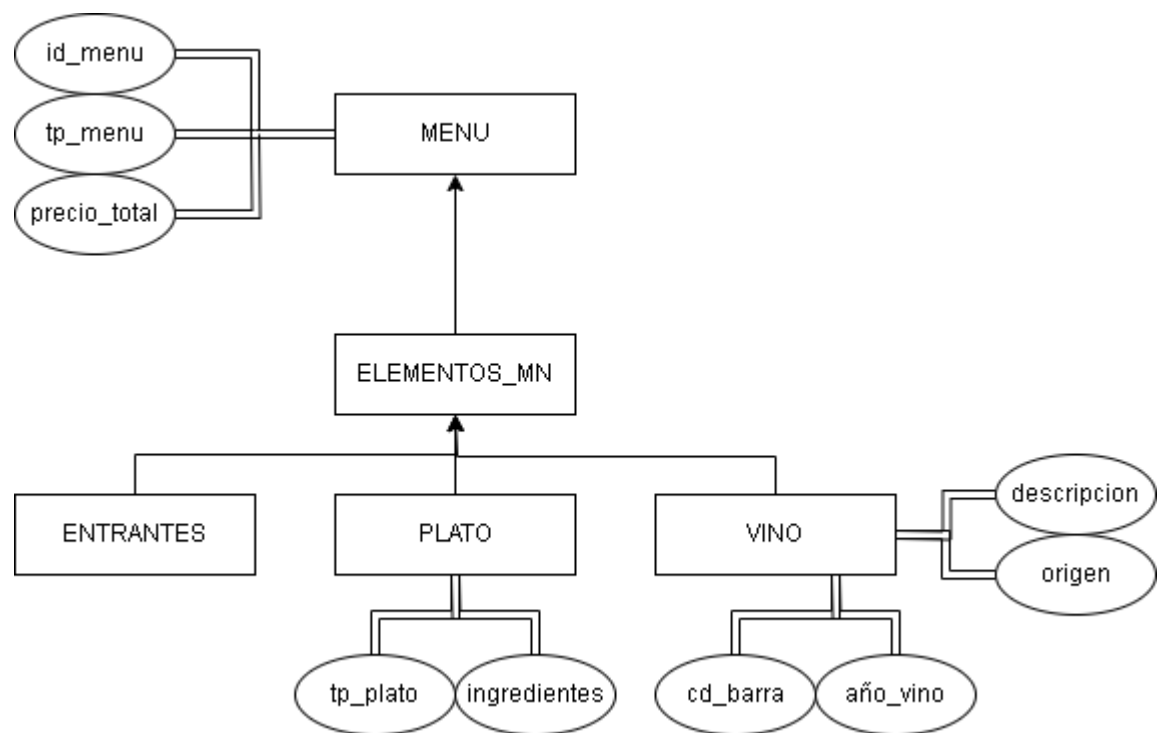 id_menu
tp_menu
MENU
precio_total
ELEMENTOS_MN
ENTRANTES
PLATO
VINO
descripcion
origen
tp_plato
ingredientes
cd_barra
año_vino